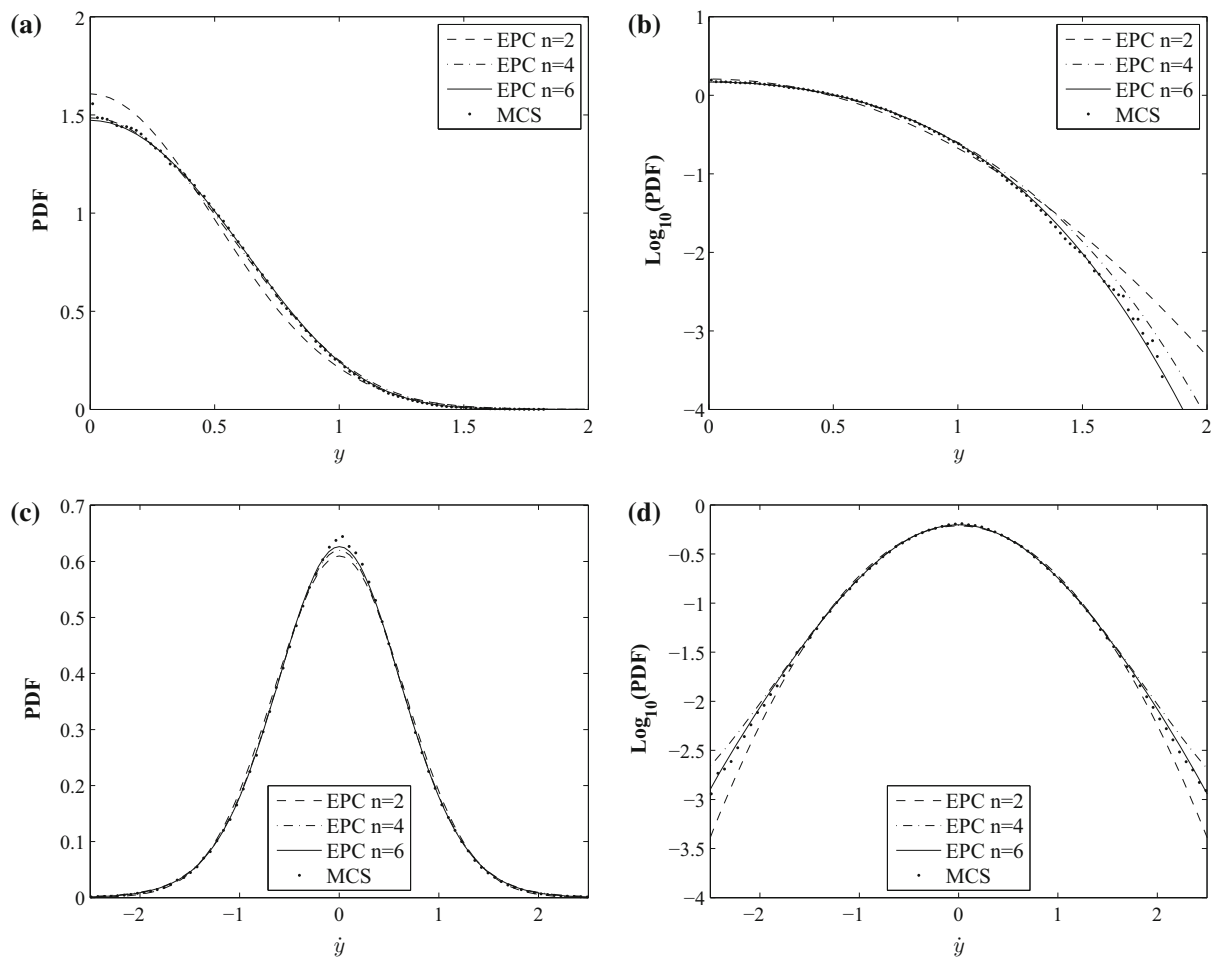 (a)
2
1.5
1
0.5
0
PDF
0
0.5
1
1.5
2
y
EPC n=2
EPC n=4
EPC n=6
MCS
(b)
1
0
−1
−2
−3
−4
Log10(PDF)
0
0.5
1
1.5
2
y
EPC n=2
EPC n=4
EPC n=6
MCS
(c)
0.7
0.6
0.5
0.4
0.3
0.2
0.1
0
PDF
−2
−1
0
1
2
ẏ
EPC n=2
EPC n=4
EPC n=6
MCS
(d)
0
−0.5
−1
−1.5
−2
−2.5
−3
−3.5
−4
Log10(PDF)
−2
−1
0
1
2
ẏ
EPC n=2
EPC n=4
EPC n=6
MCS